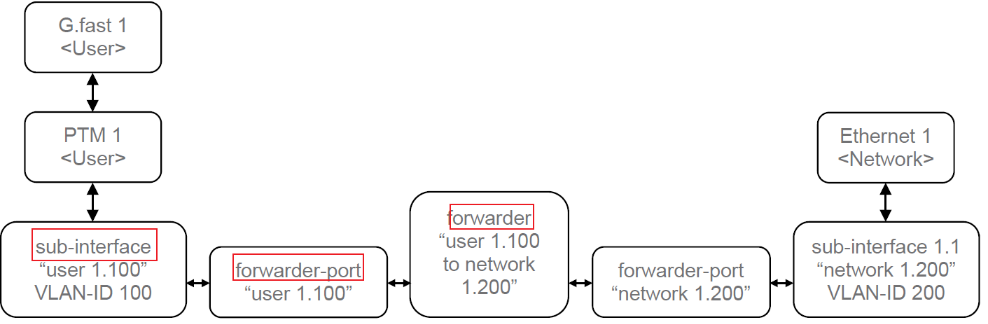 G.fast 1
<User>
PTM 1
<User>
Ethernet 1
<Network>
sub-interface
“user 1.100”
VLAN-ID 100
forwarder-port
“user 1.100”
forwarder
“user 1.100
to network
1.200”
forwarder-port
“network 1.200”
sub-interface 1.1
“network 1.200”
VLAN-ID 200